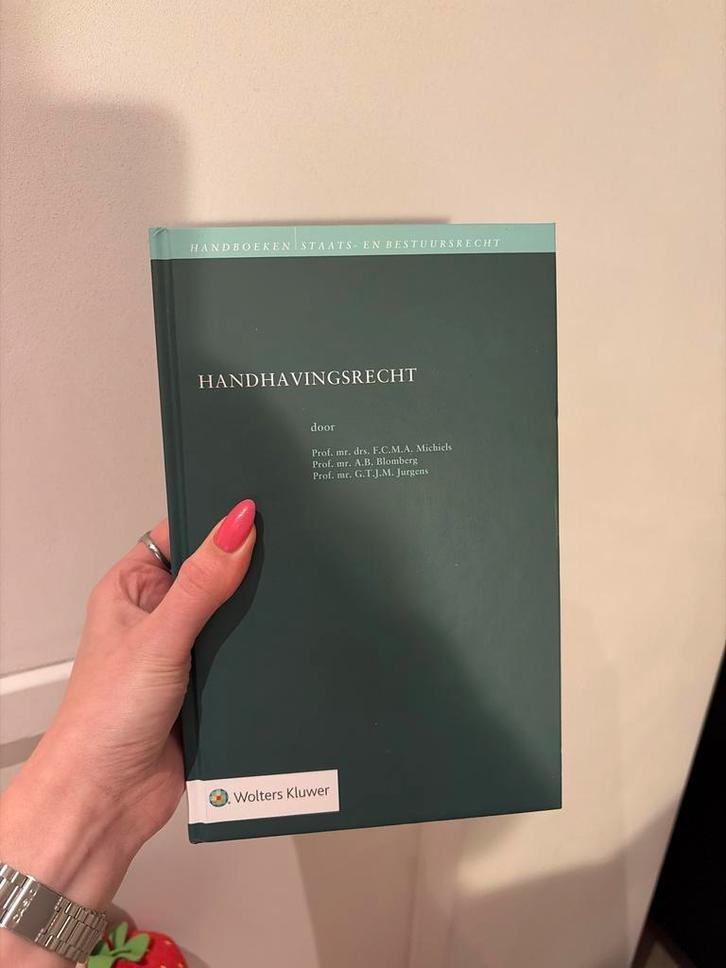 HANDBOEKEN STAATS- EN BESTUURSRECHT
HANDHAVINGSRECHT
door
Prof. mr. drs. F.C.M.A. Michiels
Prof. mr. A.B. Blomberg
Prof. mr. G.T.J.M. Jurgens
Wolters Kluwer